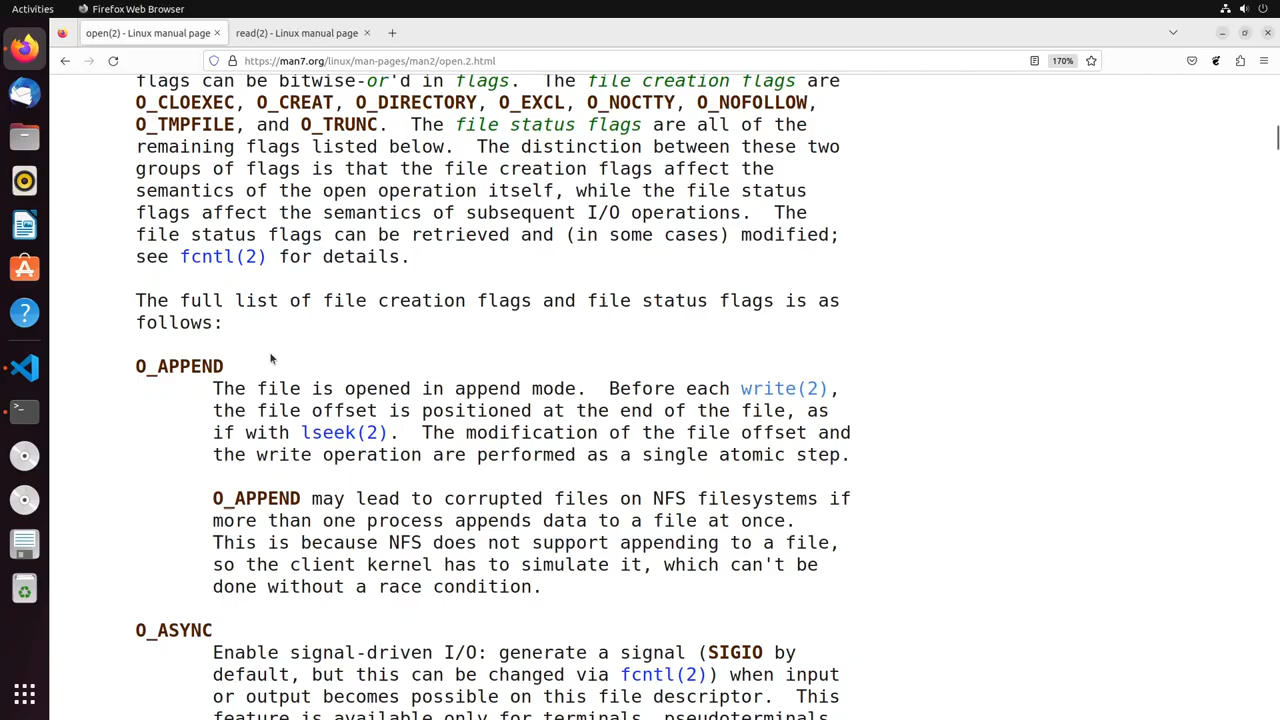 Activities
Firefox Web Browser
open(2) - Linux manual page
read(2) - Linux manual page
https://man7.org/linux/man-pages/man2/open.2.html
170%
flags can be bitwise-or'd in flags. The file creation flags are
O_CLOEXEC, O_CREAT, O_DIRECTORY, O_EXCL, O_NOCTTY, O_NOFOLLOW,
O_TMPFILE, and O_TRUNC. The file status flags are all of the
remaining flags listed below. The distinction between these two
groups of flags is that the file creation flags affect the
semantics of the open operation itself, while the file status
flags affect the semantics of subsequent I/O operations. The
file status flags can be retrieved and (in some cases) modified;
see fcntl(2) for details.
The full list of file creation flags and file status flags is as
follows:
O_APPEND
The file is opened in append mode. Before each write(2),
the file offset is positioned at the end of the file, as
if with lseek(2). The modification of the file offset and
the write operation are performed as a single atomic step.
O_APPEND may lead to corrupted files on NFS filesystems if
more than one process appends data to a file at once.
This is because NFS does not support appending to a file,
so the client kernel has to simulate it, which can't be
done without a race condition.
O_ASYNC
Enable signal-driven I/O: generate a signal (SIGIO by
default, but this can be changed via fcntl(2)) when input
or output becomes possible on this file descriptor. This
feature is available only for terminals, pseudoterminals,